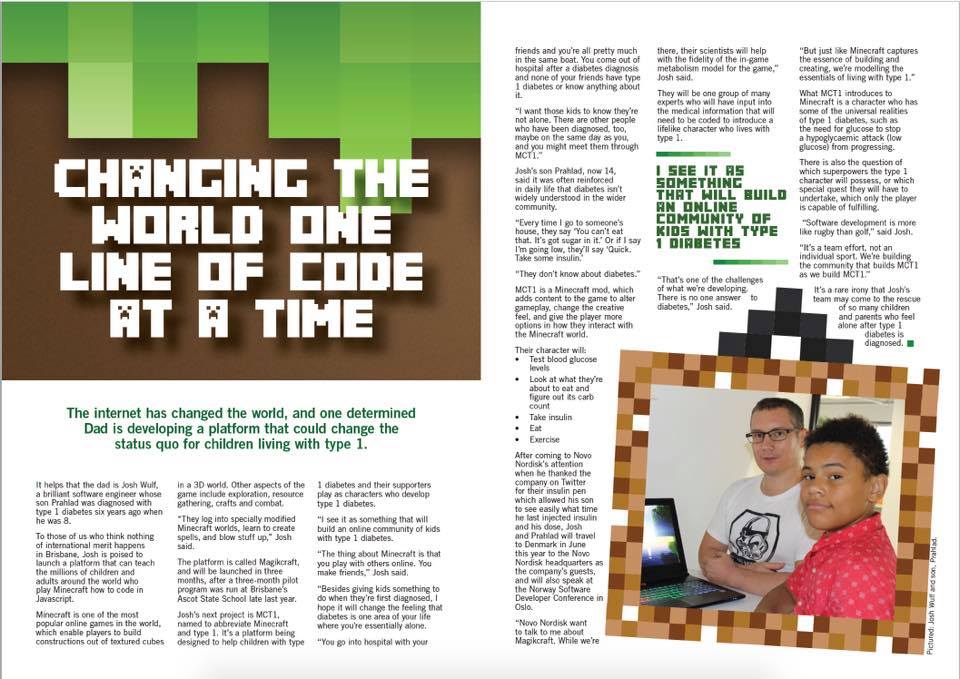 CHANGING THE
WORLD ONE
LINE OF CODE
AT A TIME
The internet has changed the world, and one determined
Dad is developing a platform that could change the
status quo for children living with type 1.
It helps that the dad is Josh Wulf,
a brilliant software engineer whose
son Prahlad was diagnosed with
type 1 diabetes six years ago when
he was 8.
To those of us who think nothing
of international merit happens
in Brisbane, Josh is poised to
launch a platform that can teach
the millions of children and
adults around the world who
play Minecraft how to code in
Javascript.
Minecraft is one of the most
popular online games in the world,
which enable players to build
constructions out of textured cubes
in a 3D world. Other aspects of the
game include exploration, resource
gathering, crafts and combat.
“They log into specially modified
Minecraft worlds, learn to create
spells, and blow stuff up,” Josh
said.
The platform is called Magikcraft,
and will be launched in three
months, after a three-month pilot
program was run at Brisbane’s
Ascot State School late last year.
Josh’s next project is MCT1,
named to abbreviate Minecraft
and type 1. It’s a platform being
designed to help children with type
1 diabetes and their supporters
play as characters who develop
type 1 diabetes.
“I see it as something that will
build an online community of kids
with type 1 diabetes.
“The thing about Minecraft is that
you play with others online. You
make friends,” Josh said.
“Besides giving kids something to
do when they’re first diagnosed, I
hope it will change the feeling that
diabetes is one area of your life
where you’re essentially alone.
“You go into hospital with your
friends and you’re all pretty much
in the same boat. You come out of
hospital after a diabetes diagnosis
and none of your friends have type
1 diabetes or know anything about
it.
“I want those kids to know they’re
not alone. There are other people
who have been diagnosed, too,
maybe on the same day as you,
and you might meet them through
MCT1.”
Josh’s son Prahlad, now 14,
said it was often reinforced
in daily life that diabetes isn’t
widely understood in the wider
community.
“Every time I go to someone’s
house, they say ‘You can’t eat
that. It’s got sugar in it.’ Or if I say
I’m going low, they’ll say ‘Quick.
Take some insulin.’
“They don’t know about diabetes.”
MCT1 is a Minecraft mod, which
adds content to the game to alter
gameplay, change the creative
feel, and give the player more
options in how they interact with
the Minecraft world.
Their character will:
• Test blood glucose
levels
• Look at what they’re
about to eat and
figure out its carb
count
• Take insulin
• Eat
• Exercise
After coming to Novo
Nordisk’s attention
when he thanked the
company on Twitter
for their insulin pen
which allowed his son
to see easily what time
he last injected insulin
and his dose, Josh
and Prahlad will travel
to Denmark in June
this year to the Novo
Nordisk headquarters as
the company’s guests,
and will also speak at
the Norway Software
Developer Conference in
Oslo.
“Novo Nordisk want
to talk to me about
Magikcraft. While we’re
there, their scientists will help
with the fidelity of the in-game
metabolism model for the game,”
Josh said.
They will be one group of many
experts who will have input into
the medical information that will
need to be coded to introduce a
lifelike character who lives with
type 1.
I SEE IT AS
SOMETHING
THAT WILL BUILD
AN ONLINE
COMMUNITY OF
KIDS WITH TYPE
1 DIABETES
“That’s one of the challenges
of what we’re developing.
There is no one answer to
diabetes,” Josh said.
“But just like Minecraft captures
the essence of building and
creating, we’re modelling the
essentials of living with type 1.”
What MCT1 introduces to
Minecraft is a character who has
some of the universal realities
of type 1 diabetes, such as
the need for glucose to stop
a hypoglycaemic attack (low
glucose) from progressing.
There is also the question of
which superpowers the type 1
character will possess, or which
special quest they will have to
undertake, which only the player
is capable of fulfilling.
“Software development is more
like rugby than golf,” said Josh.
“It’s a team effort, not an
individual sport. We’re building
the community that builds MCT1
as we build MCT1.”
It’s a rare irony that Josh’s
team may come to the rescue
of so many children
and parents who feel
alone after type 1
diabetes is
diagnosed.
Pictured: Josh Wulf and son, Prahlad.